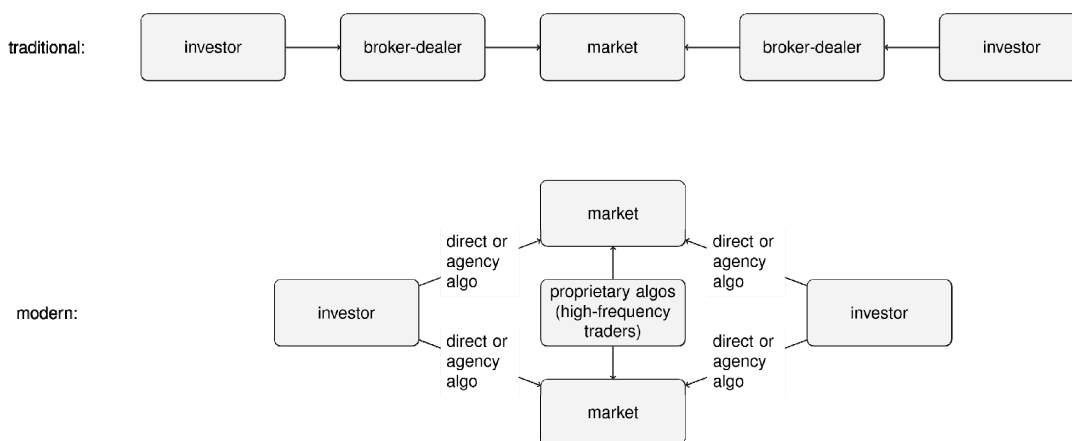 traditional:
investor
broker-dealer
market
broker-dealer
investor
market
direct or
agency
algo
direct or
agency
algo
modern:
investor
proprietary algos
(high-frequency
traders)
investor
direct or
agency
algo
direct or
agency
algo
market